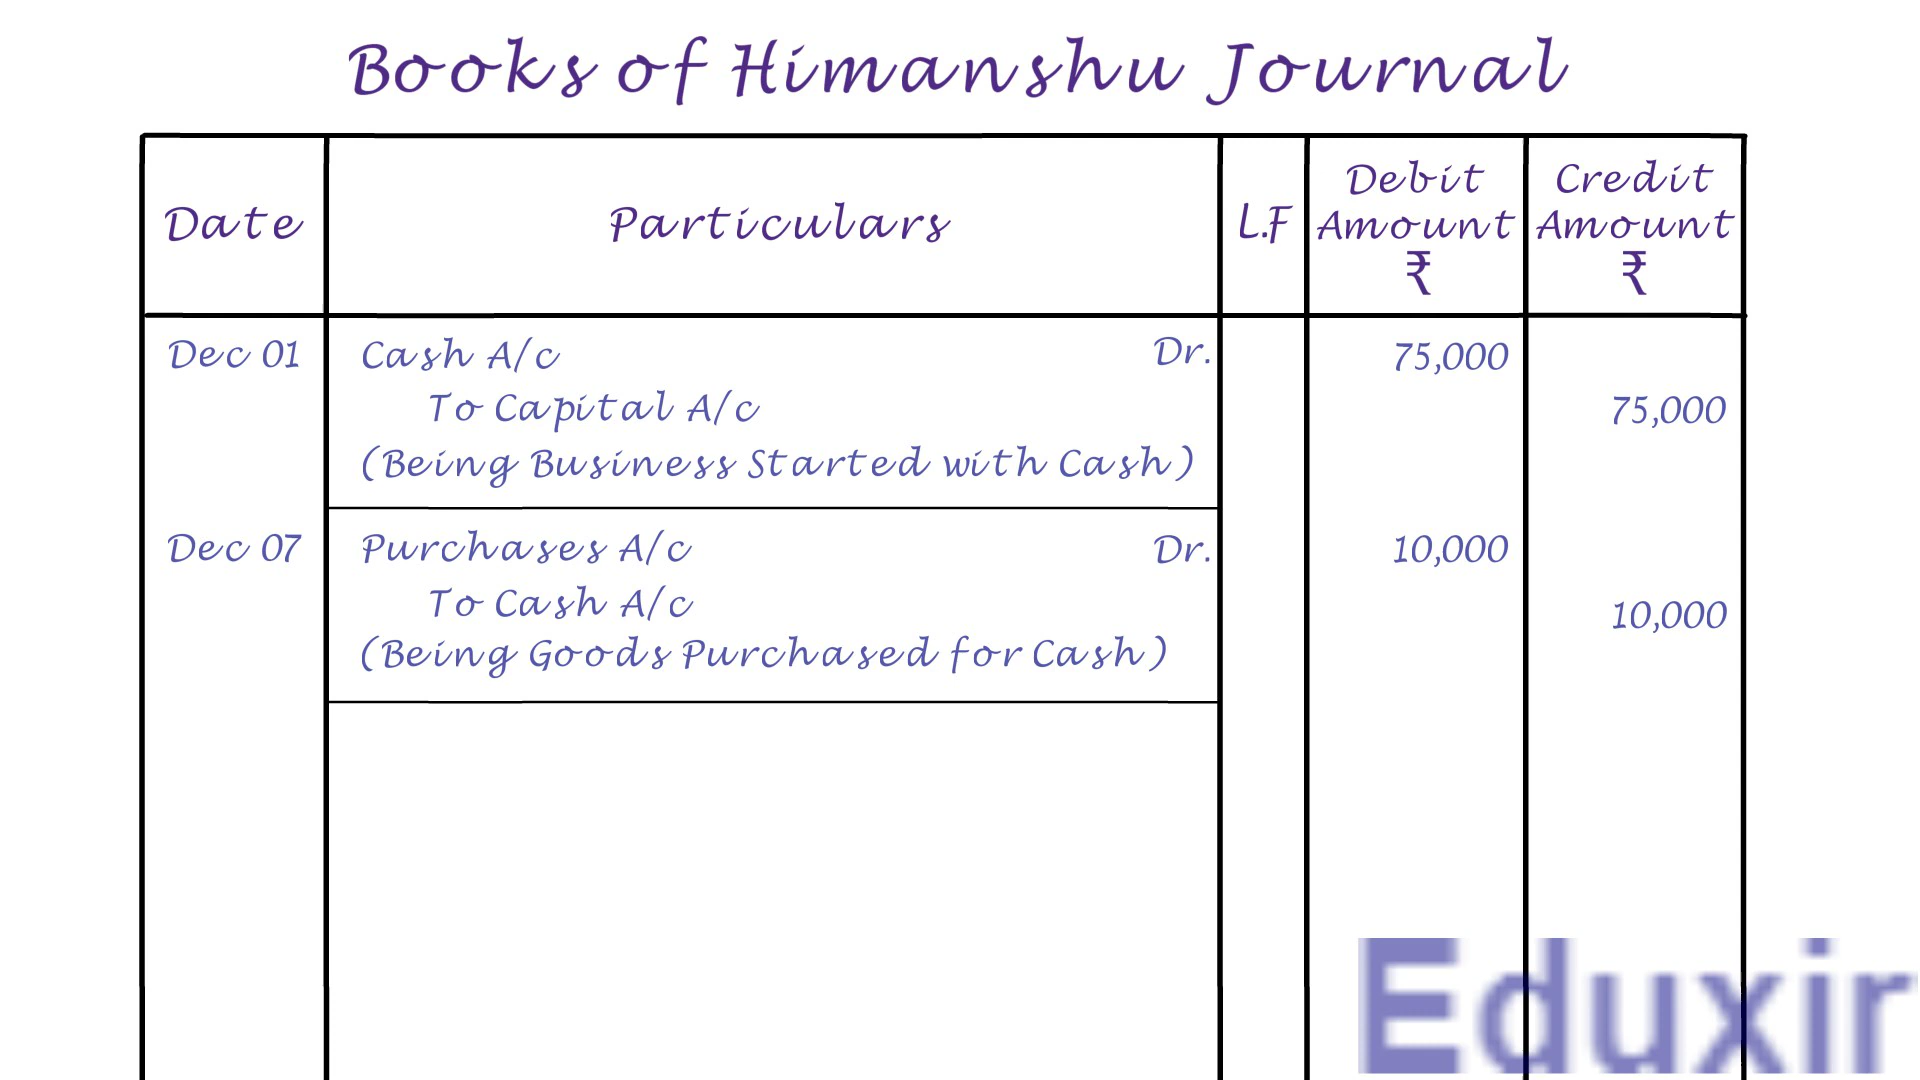 Books of Himanshu Journal
Date Particulars L.F Debit Amount ₹ Credit Amount ₹
Dec 01 Cash A/c Dr. 75,000
To Capital A/c 75,000
(Being Business Started with Cash)
Dec 07 Purchases A/c Dr. 10,000
To Cash A/c 10,000
(Being Goods Purchased for Cash)
Eduxir